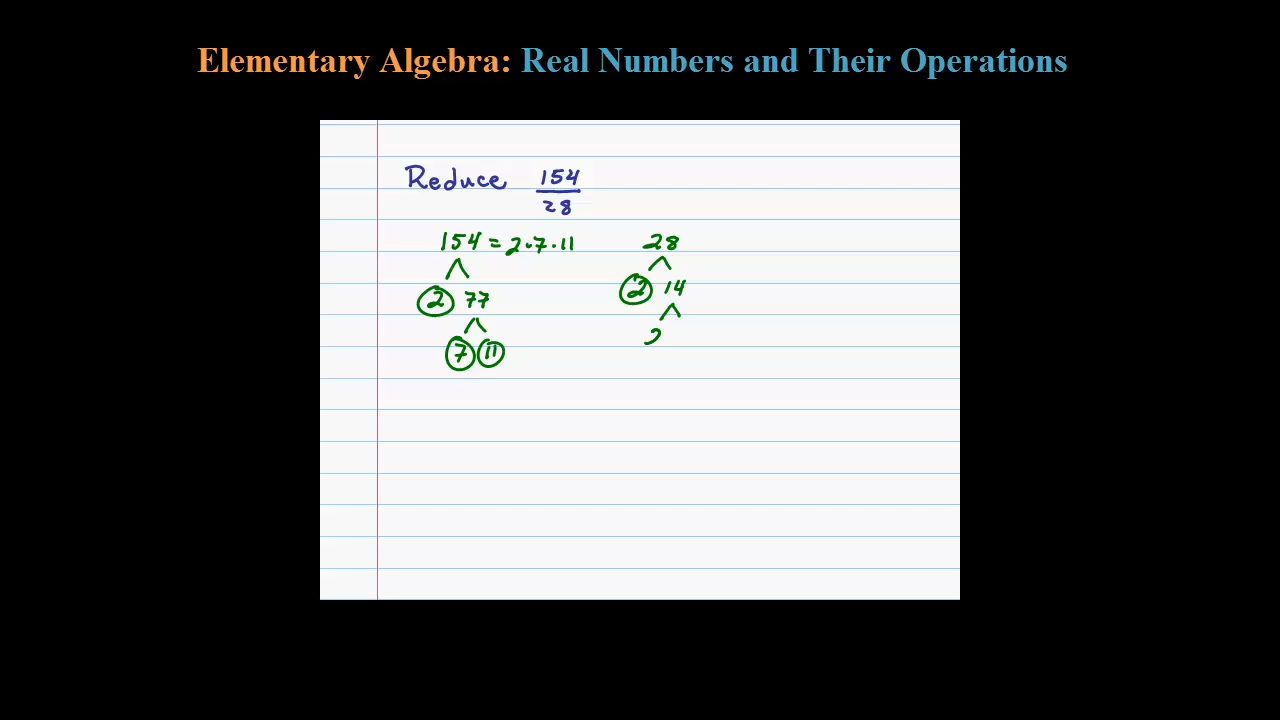 Elementary Algebra: Real Numbers and Their Operations
Reduce 154
28
154 = 2·7·11 28
2 77 2 14
7 11 2